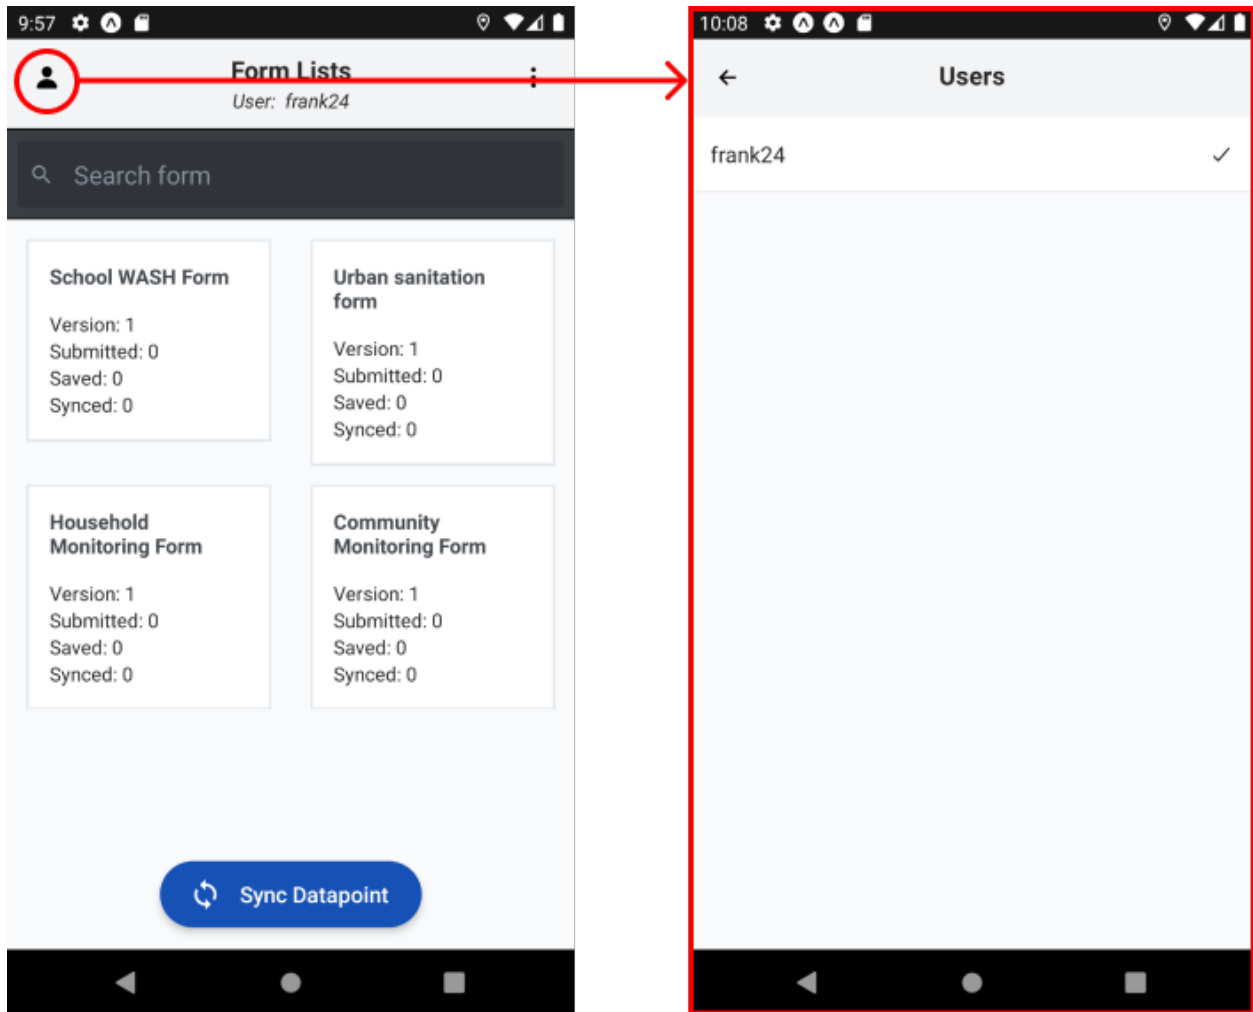 9:57
Form Lists
User: frank24
Search form
School WASH Form
Version: 1
Submitted: 0
Saved: 0
Synced: 0
Urban sanitation
form
Version: 1
Submitted: 0
Saved: 0
Synced: 0
Household
Monitoring Form
Version: 1
Submitted: 0
Saved: 0
Synced: 0
Community
Monitoring Form
Version: 1
Submitted: 0
Saved: 0
Synced: 0
Sync Datapoint
10:08
Users
frank24